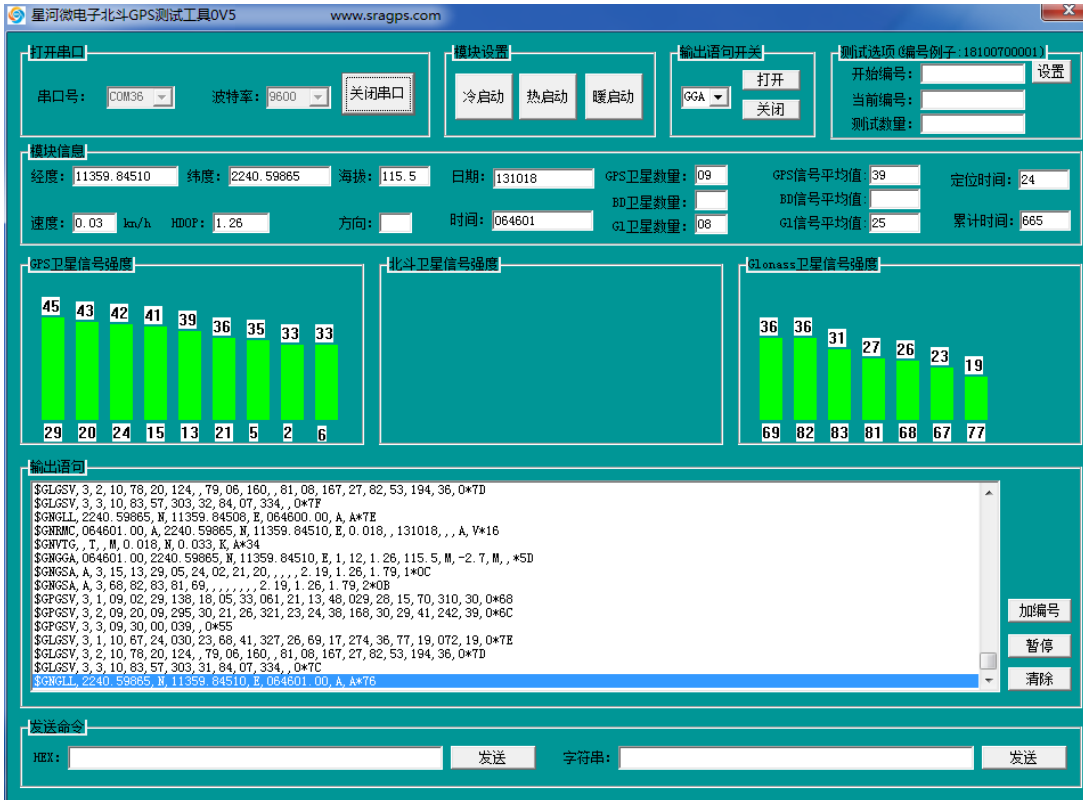 星河微电子北斗GPS测试工具0V5 www.sragps.com
打开串口
串口号: COM36 波特率: 9600 关闭串口
模块设置
冷启动 热启动 暖启动
输出语句开关
GGA 打开
关闭
测试选项(编号例子:18100700001)
开始编号: 设置
当前编号:
测试数量:
模块信息
经度: 11359.84510 纬度: 2240.59865 海拔: 115.5 日期: 131018 GPS卫星数量: 09 GPS信号平均值: 39 定位时间: 24
BD卫星数量: BD信号平均值:
速度: 0.03 km/h HDOP: 1.26 方向: 时间: 064601 Gl卫星数量: 08 Gl信号平均值: 25 累计时间: 665
GPS卫星信号强度
45 43 42 41 39 36 35 33 33
29 20 24 15 13 21 5 2 6
北斗卫星信号强度
Glonass卫星信号强度
36 36 31 27 26 23 19
69 82 83 81 68 67 77
输出语句
$GLGSV,3,2,10,78,20,124,,79,06,160,,81,08,167,27,82,53,194,36,0*7D
$GLGSV,3,3,10,83,57,303,32,84,07,334,,0*7F
$GNGLL,2240.59865,N,11359.84508,E,064600.00,A,A*7E
$GNRMC,064601.00,A,2240.59865,N,11359.84510,E,0.018,,131018,,,A,V*16
$GNVTG,,T,,M,0.018,N,0.033,K,A*34
$GNGGA,064601.00,2240.59865,N,11359.84510,E,1,12,1.26,115.5,M,-2.7,M,,*5D
$GNGSA,A,3,15,13,29,05,24,02,21,20,,,,,2.19,1.26,1.79,1*0C
$GNGSA,A,3,68,82,83,81,69,,,,,,,,2.19,1.26,1.79,2*0B
$GPGSV,3,1,09,02,29,138,18,05,33,061,21,13,48,029,28,15,70,310,30,0*68
$GPGSV,3,2,09,20,09,295,30,21,26,321,23,24,38,168,30,29,41,242,39,0*6C
$GPGSV,3,3,09,30,00,039,,0*55
$GLGSV,3,1,10,67,24,030,23,68,41,327,26,69,17,274,36,77,19,072,19,0*7E
$GLGSV,3,2,10,78,20,124,,79,06,160,,81,08,167,27,82,53,194,36,0*7D
$GLGSV,3,3,10,83,57,303,31,84,07,334,,0*7C
$GNGLL,2240.59865,N,11359.84510,E,064601.00,A,A*76
加编号
暂停
清除
发送命令
HEX: 发送 字符串: 发送